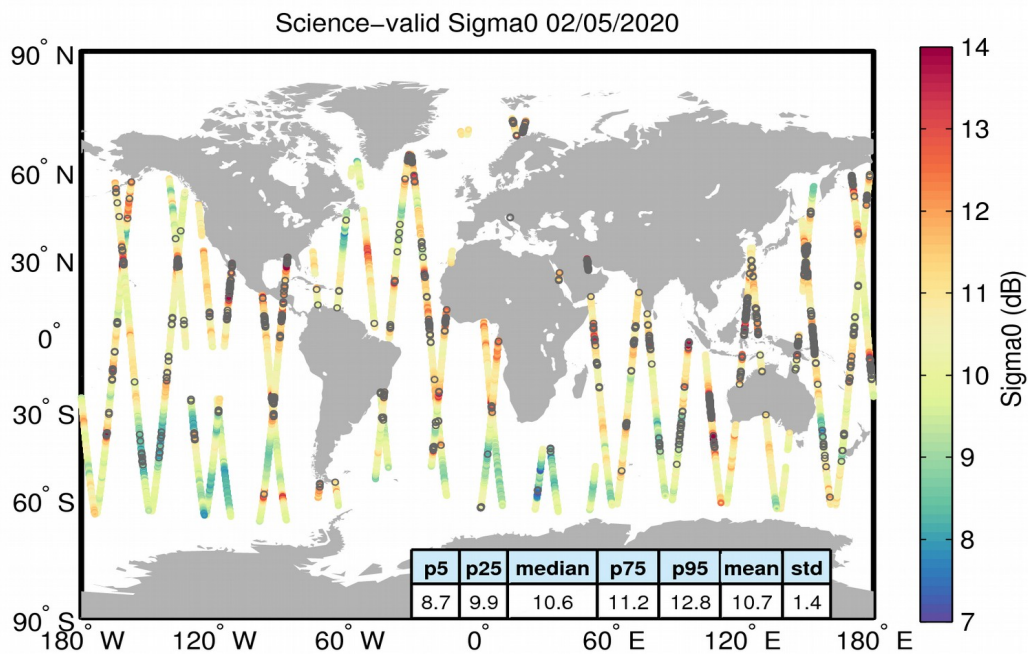 Science−valid Sigma0 02/05/2020
90° N
60° N
30° N
0°
30° S
60° S
90° S
180° W
120° W
60° W
0°
60° E
120° E
180° E
p5 p25 median p75 p95 mean std
8.7 9.9 10.6 11.2 12.8 10.7 1.4
14
13
12
11
10
9
8
7
Sigma0 (dB)